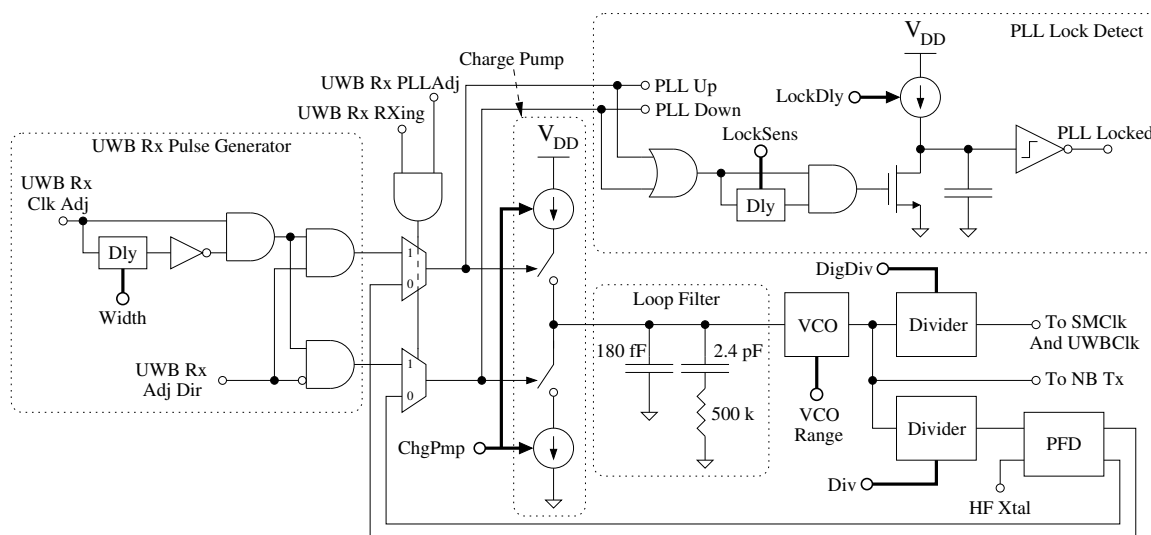 PLL Lock Detect
V
DD
Charge Pump
UWB Rx PLLAdj
UWB Rx RXing
PLL Up
PLL Down
LockDly
LockSens
PLL Locked
Dly
UWB Rx Pulse Generator
UWB Rx
Clk Adj
Dly
Width
UWB Rx
Adj Dir
1
0
1
0
V
DD
ChgPmp
Loop Filter
180 fF
2.4 pF
500 k
VCO
VCO
Range
DigDiv
Divider
To SMClk
And UWBClk
To NB Tx
Divider
PFD
Div
HF Xtal